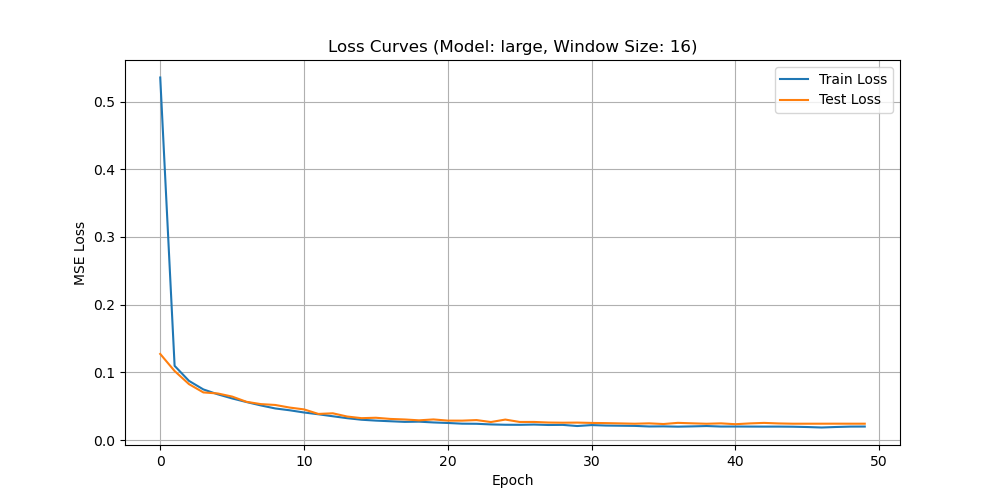 Loss Curves (Model: large, Window Size: 16)
Train Loss
Test Loss
MSE Loss
0.5
0.4
0.3
0.2
0.1
0.0
0
10
20
30
40
50
Epoch